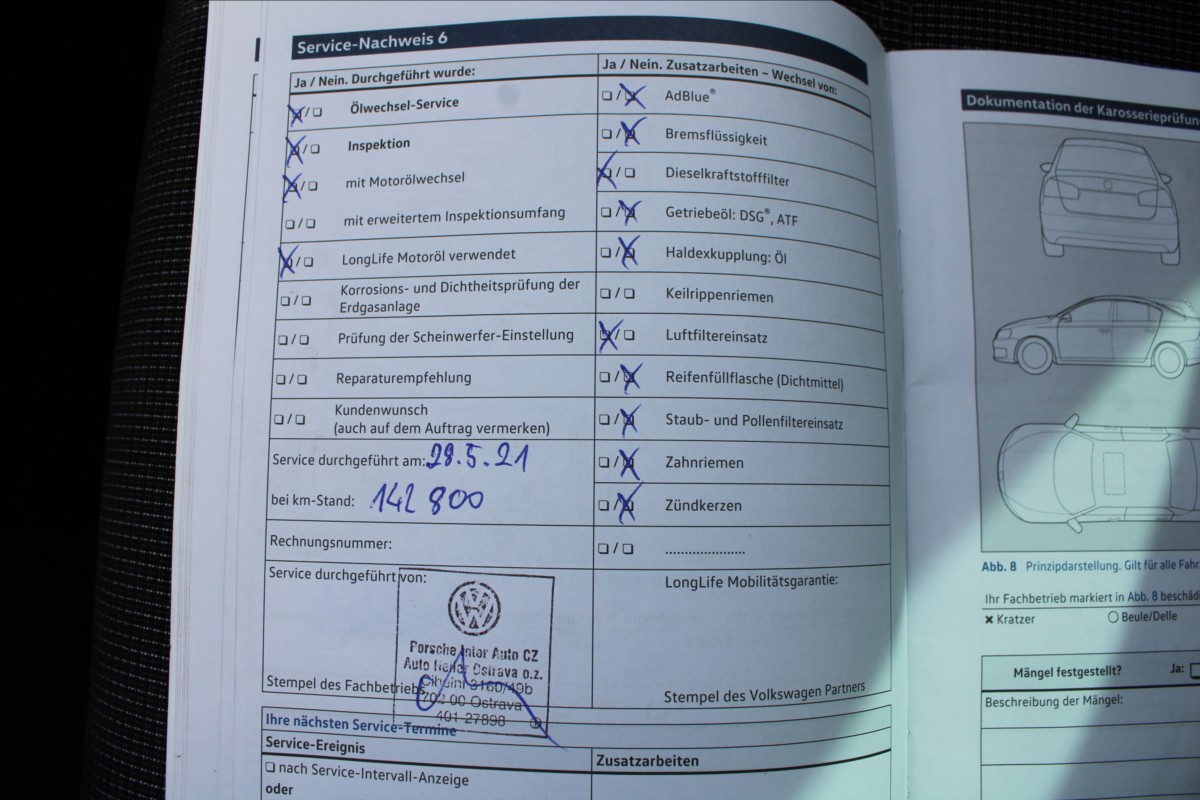 Service-Nachweis 6
Ja / Nein. Durchgeführt wurde:
❏/❏ Ölwechsel-Service
❏/❏ Inspektion
❏/❏ mit Motorölwechsel
❏/❏ mit erweitertem Inspektionsumfang
❏/❏ LongLife Motoröl verwendet
❏/❏ Korrosions- und Dichtheitsprüfung der
Erdgasanlage
❏/❏ Prüfung der Scheinwerfer-Einstellung
❏/❏ Reparaturempfehlung
❏/❏ Kundenwunsch
(auch auf dem Auftrag vermerken)
Service durchgeführt am: 28.5.21
bei km-Stand: 142 800
Rechnungsnummer:
Service durchgeführt von:
Porsche Inter Auto CZ
Auto Heller Ostrava o.z.
3160/49b
702 00 Ostrava
401-27898
Stempel des Fachbetriebs
Ja / Nein. Zusatzarbeiten – Wechsel von:
❏/❏ AdBlue®
❏/❏ Bremsflüssigkeit
❏/❏ Dieselkraftstofffilter
❏/❏ Getriebeöl: DSG®, ATF
❏/❏ Haldexkupplung: Öl
❏/❏ Keilrippenriemen
❏/❏ Luftfiltereinsatz
❏/❏ Reifenfüllflasche (Dichtmittel)
❏/❏ Staub- und Pollenfiltereinsatz
❏/❏ Zahnriemen
❏/❏ Zündkerzen
❏/❏ .....................
LongLife Mobilitätsgarantie:
Stempel des Volkswagen Partners
Ihre nächsten Service-Termine
Service-Ereignis
❏ nach Service-Intervall-Anzeige
oder
Zusatzarbeiten
Dokumentation der Karosserieprüfun
Abb. 8 Prinzipdarstellung. Gilt für alle Fahr
Ihr Fachbetrieb markiert in Abb. 8 beschädi
✖ Kratzer
○ Beule/Delle
Mängel festgestellt? Ja: ❏
Beschreibung der Mängel: